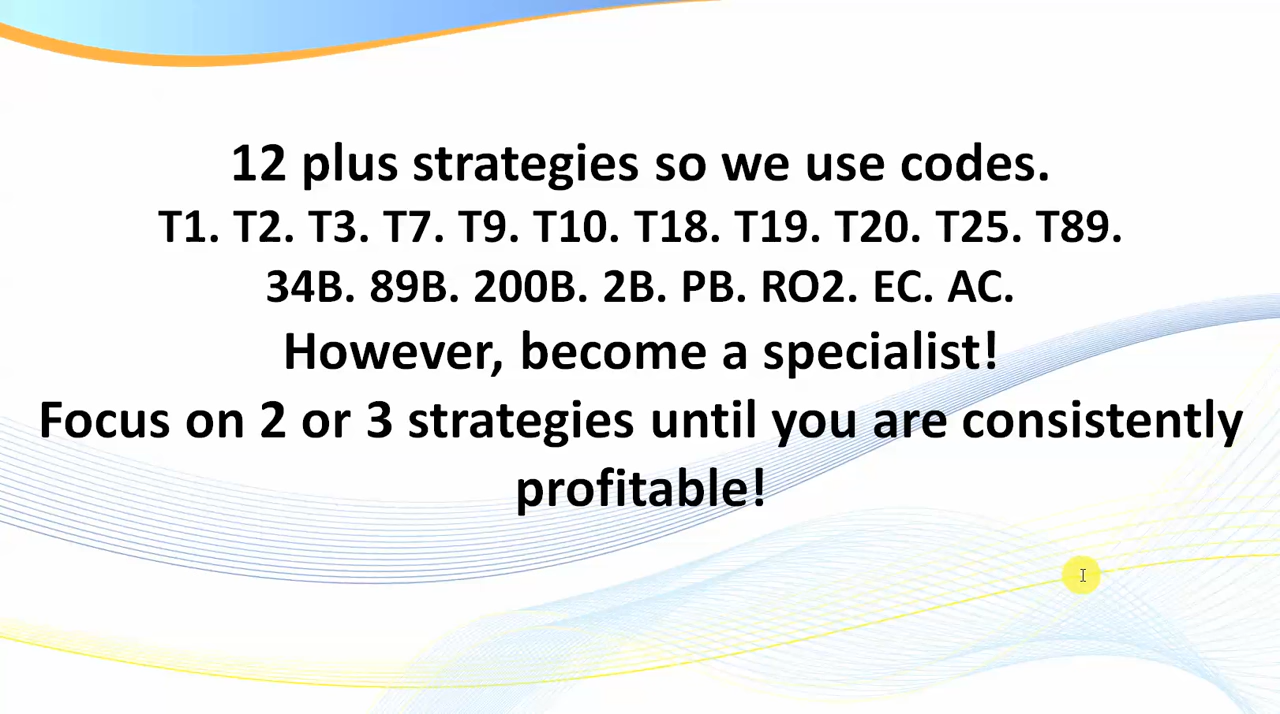 12 plus strategies so we use codes.
T1. T2. T3. T7. T9. T10. T18. T19. T20. T25. T89.
34B. 89B. 200B. 2B. PB. RO2. EC. AC.
However, become a specialist!
Focus on 2 or 3 strategies until you are consistently
profitable!